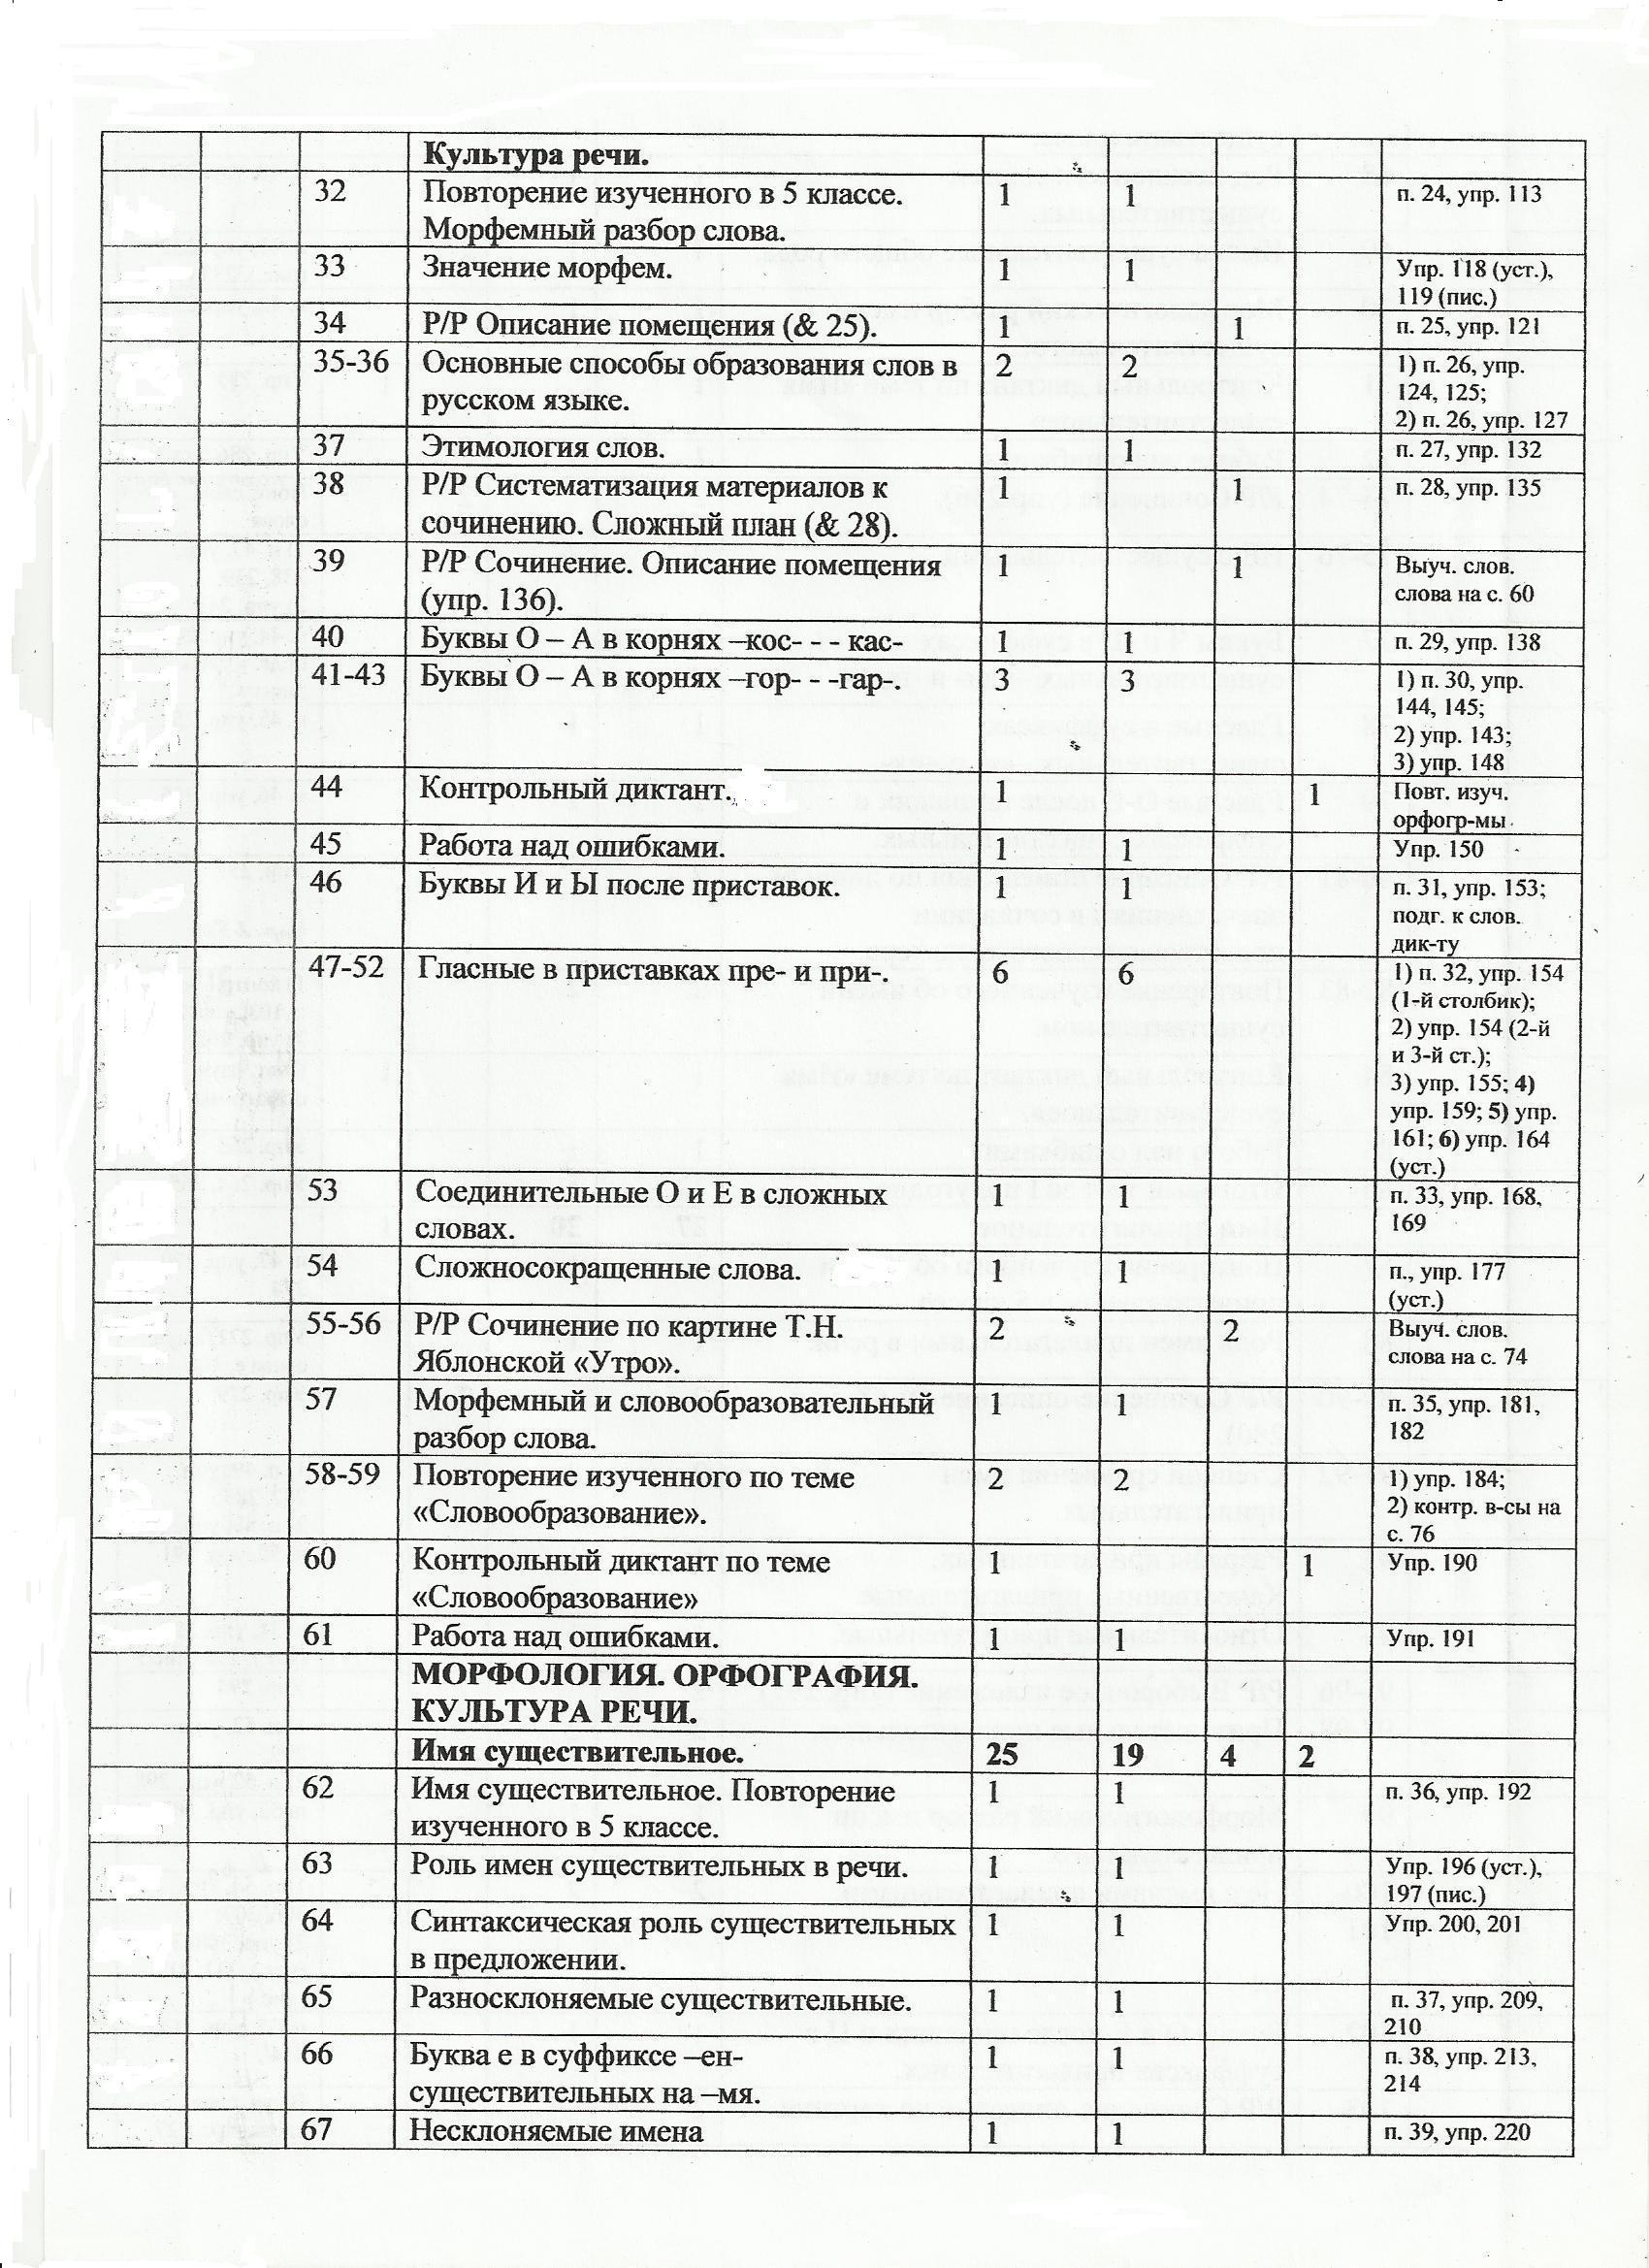 Культура речи.
32 Повторение изученного в 5 классе. 1 1 п. 24, упр. 113
Морфемный разбор слова.
33 Значение морфем. 1 1 Упр. 118 (уст.),
119 (пис.)
34 Р/Р Описание помещения (& 25). 1 1 п. 25, упр. 121
35-36 Основные способы образования слов в 2 2 1) п. 26, упр.
русском языке. 124, 125;
2) п. 26, упр. 127
37 Этимология слов. 1 1 п. 27, упр. 132
38 Р/Р Систематизация материалов к 1 1 п. 28, упр. 135
сочинению. Сложный план (& 28).
39 Р/Р Сочинение. Описание помещения 1 1 Выуч. слов.
(упр. 136). слова на с. 60
40 Буквы О – А в корнях –кос- - - кас- 1 1 п. 29, упр. 138
41-43 Буквы О – А в корнях –гор- - -гар-. 3 3 1) п. 30, упр.
144, 145;
2) упр. 143;
3) упр. 148
44 Контрольный диктант. 1 1 Повт. изуч.
орфогр-мы
45 Работа над ошибками. 1 1 Упр. 150
46 Буквы И и Ы после приставок. 1 1 п. 31, упр. 153;
подг. к слов.
дик-ту
47-52 Гласные в приставках пре- и при-. 6 6 1) п. 32, упр. 154
(1-й столбик);
2) упр. 154 (2-й
и 3-й ст.);
3) упр. 155; 4)
упр. 159; 5) упр.
161; 6) упр. 164
(уст.)
53 Соединительные О и Е в сложных 1 1 п. 33, упр. 168,
словах. 169
54 Сложносокращенные слова. 1 1 п., упр. 177
(уст.)
55-56 Р/Р Сочинение по картине Т.Н. 2 2 Выуч. слов.
Яблонской «Утро». слова на с. 74
57 Морфемный и словообразовательный 1 1 п. 35, упр. 181,
разбор слова. 182
58-59 Повторение изученного по теме 2 2 1) упр. 184;
«Словообразование». 2) контр. в-сы на
с. 76
60 Контрольный диктант по теме 1 1 Упр. 190
«Словообразование»
61 Работа над ошибками. 1 1 Упр. 191
МОРФОЛОГИЯ. ОРФОГРАФИЯ.
КУЛЬТУРА РЕЧИ.
Имя существительное. 25 19 4 2
62 Имя существительное. Повторение 1 1 п. 36, упр. 192
изученного в 5 классе.
63 Роль имен существительных в речи. 1 1 Упр. 196 (уст.),
197 (пис.)
64 Синтаксическая роль существительных 1 1 Упр. 200, 201
в предложении.
65 Разносклоняемые существительные. 1 1 п. 37, упр. 209,
210
66 Буква е в суффиксе –ен- 1 1 п. 38, упр. 213,
существительных на –мя. 214
67 Несклоняемые имена 1 1 п. 39, упр. 220